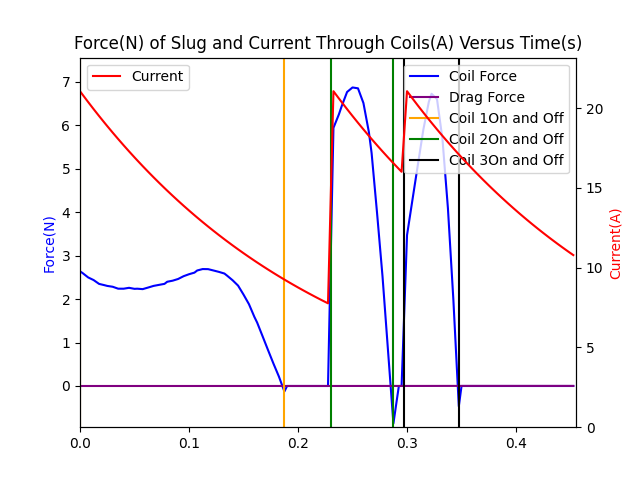 Force(N) of Slug and Current Through Coils(A) Versus Time(s)
Current
Coil Force
Drag Force
Coil 1On and Off
Coil 2On and Off
Coil 3On and Off
Force(N)
7
6
5
4
3
2
1
0
Current(A)
20
15
10
5
0
0.0 0.1 0.2 0.3 0.4